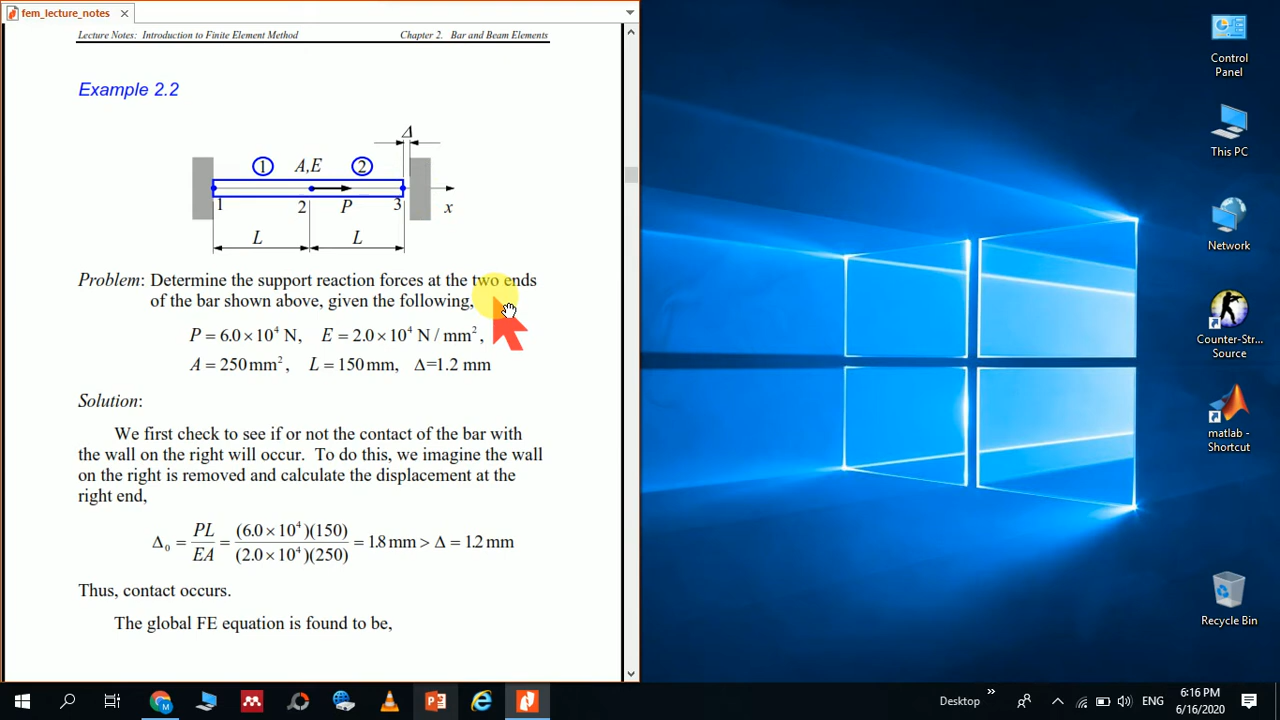 fem_lecture_notes
Lecture Notes: Introduction to Finite Element Method Chapter 2. Bar and Beam Elements
Example 2.2
Δ
1 A,E 2
1 2 P 3 x
L L
Problem: Determine the support reaction forces at the two ends
of the bar shown above, given the following,
P = 6.0 × 10⁴ N, E = 2.0 × 10⁴ N / mm²,
A = 250 mm², L = 150 mm, Δ=1.2 mm
Solution:
We first check to see if or not the contact of the bar with
the wall on the right will occur. To do this, we imagine the wall
on the right is removed and calculate the displacement at the
right end,
Δ₀ = PL/EA = (6.0 × 10⁴)(150)/(2.0 × 10⁴)(250) = 1.8 mm > Δ = 1.2 mm
Thus, contact occurs.
The global FE equation is found to be,
Control
Panel
This PC
Network
Counter-Str...
Source
matlab -
Shortcut
Recycle Bin
Desktop » ENG 6:16 PM
6/16/2020